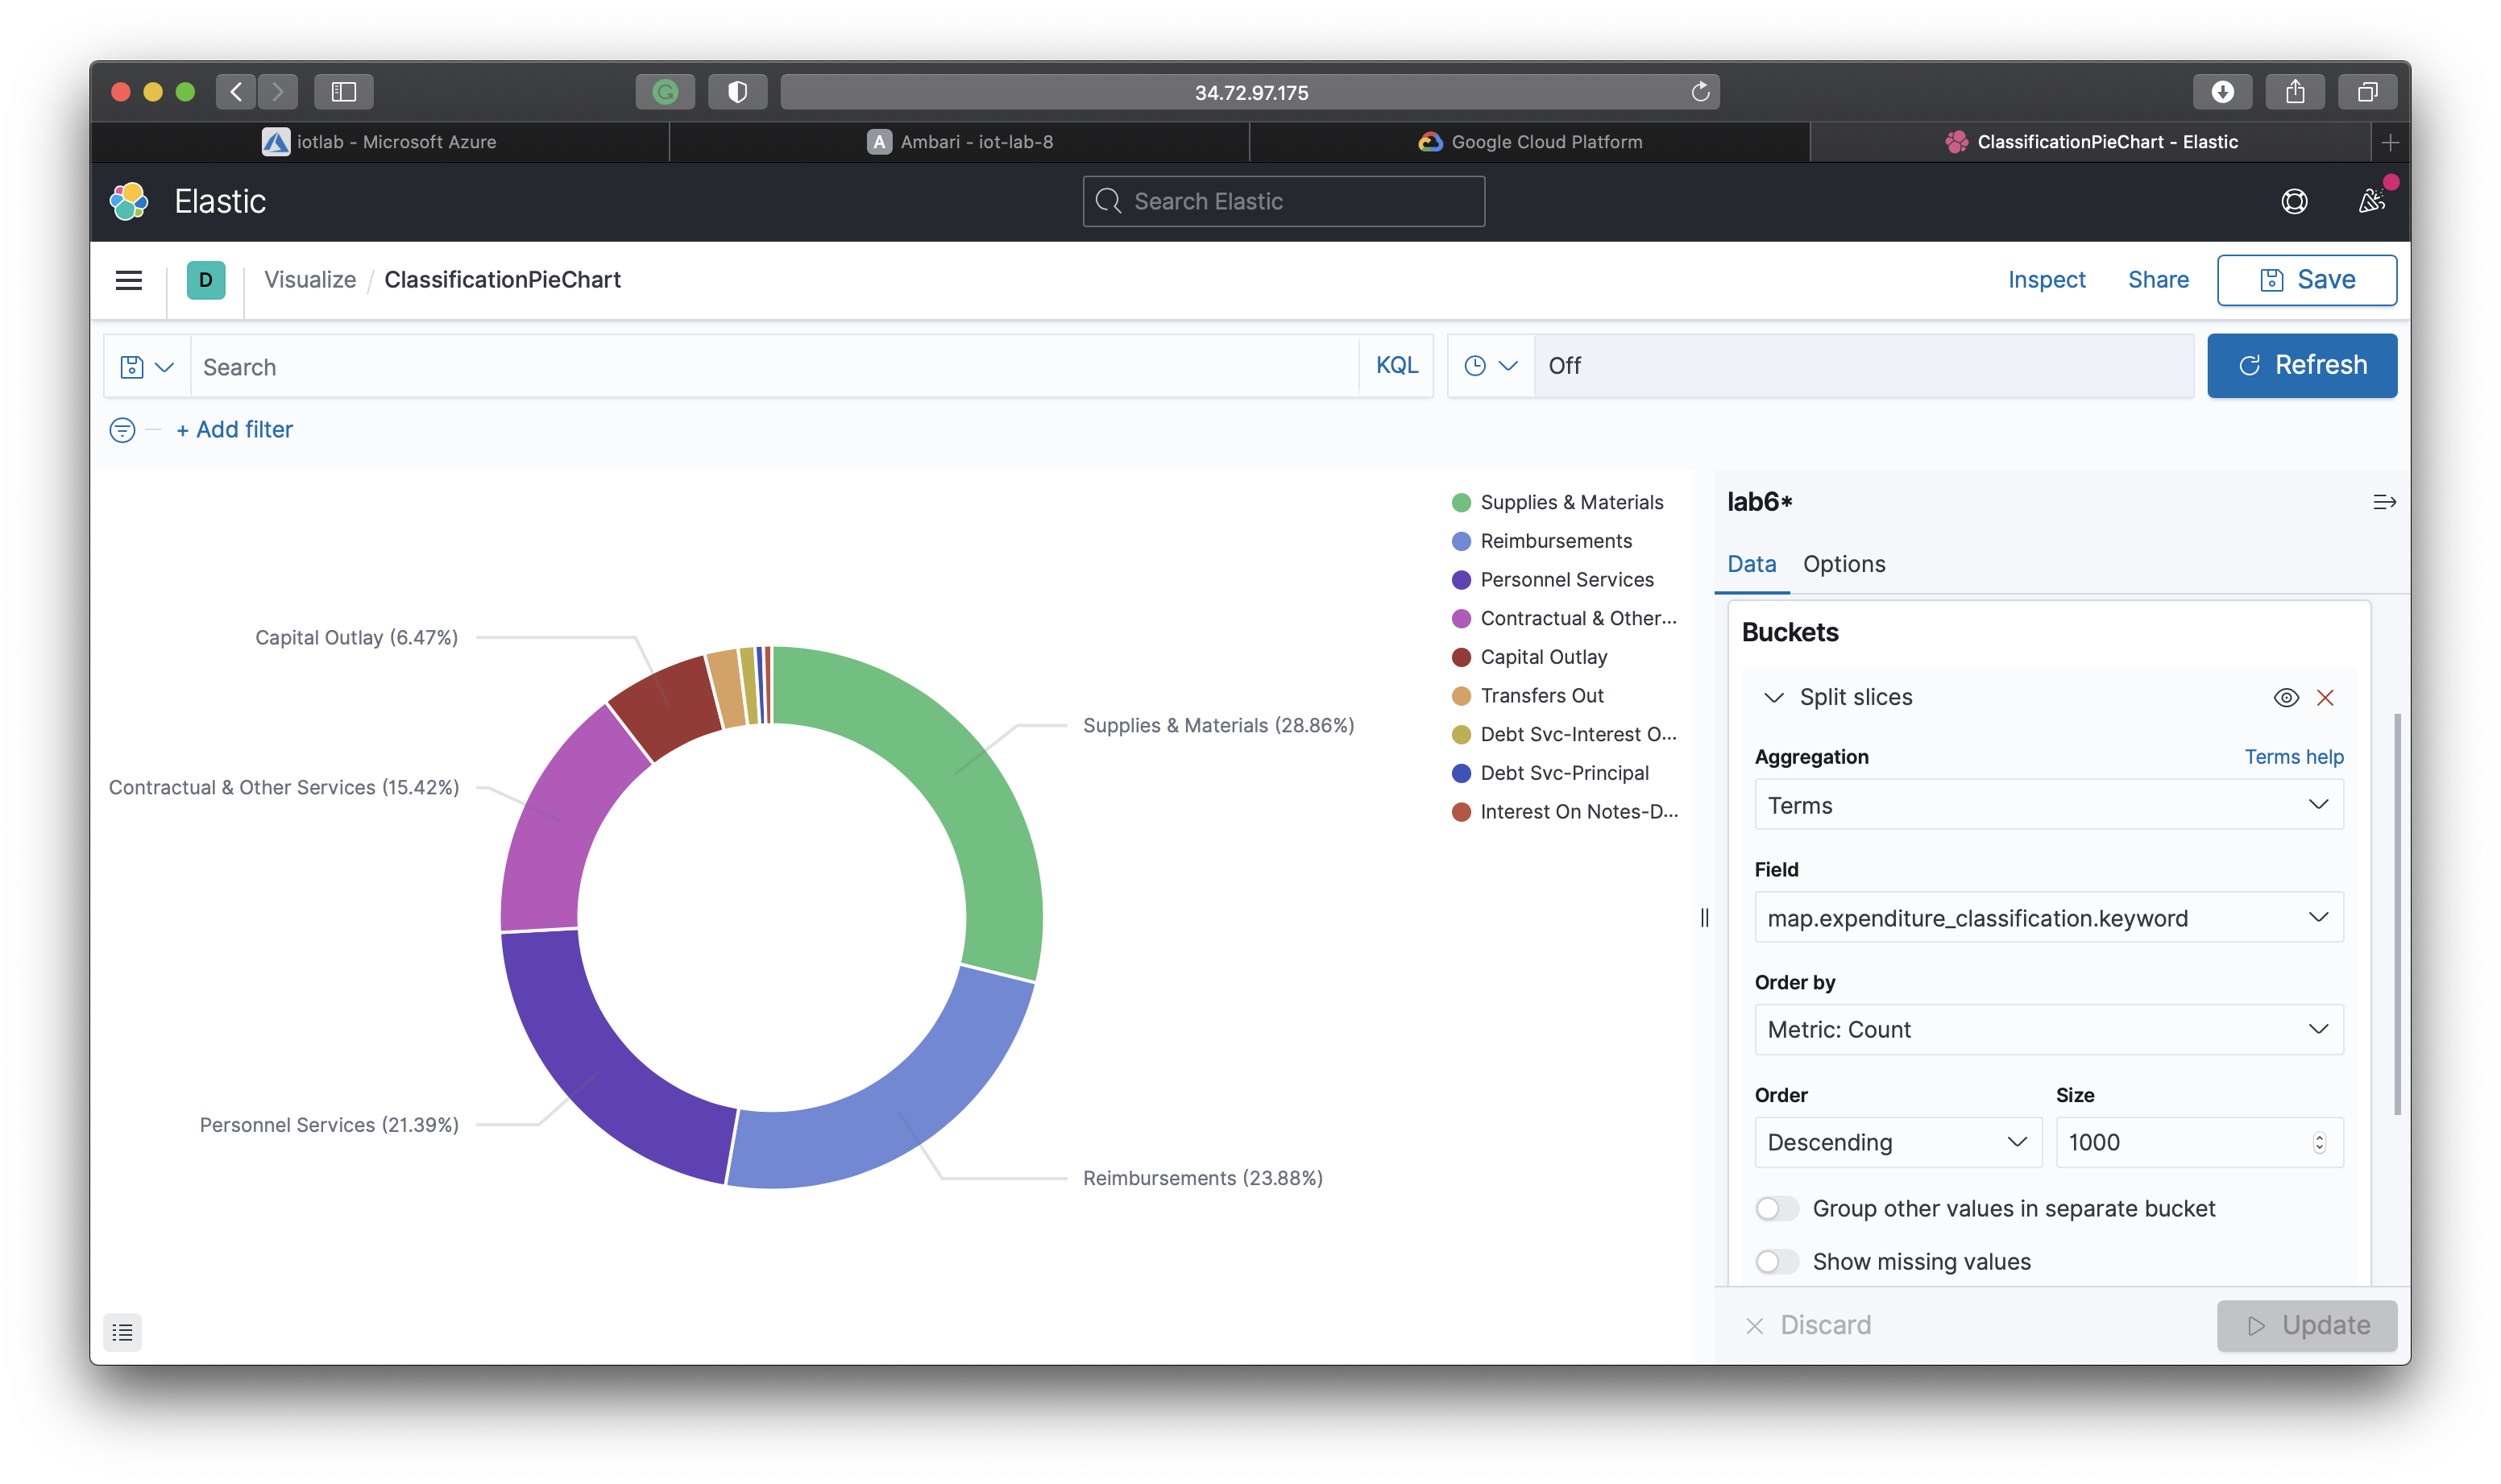 34.72.97.175
iotlab - Microsoft Azure
A Ambari - iot-lab-8
Google Cloud Platform
ClassificationPieChart - Elastic
Elastic
Search Elastic
D
Visualize / ClassificationPieChart
Inspect
Share
Save
Search
KQL
Off
Refresh
+ Add filter
Capital Outlay (6.47%)
Supplies & Materials (28.86%)
Contractual & Other Services (15.42%)
Personnel Services (21.39%)
Reimbursements (23.88%)
Supplies & Materials
Reimbursements
Personnel Services
Contractual & Other...
Capital Outlay
Transfers Out
Debt Svc-Interest O...
Debt Svc-Principal
Interest On Notes-D...
lab6*
Data Options
Buckets
Split slices
Aggregation Terms help
Terms
Field
map.expenditure_classification.keyword
Order by
Metric: Count
Order Size
Descending 1000
Group other values in separate bucket
Show missing values
Discard Update